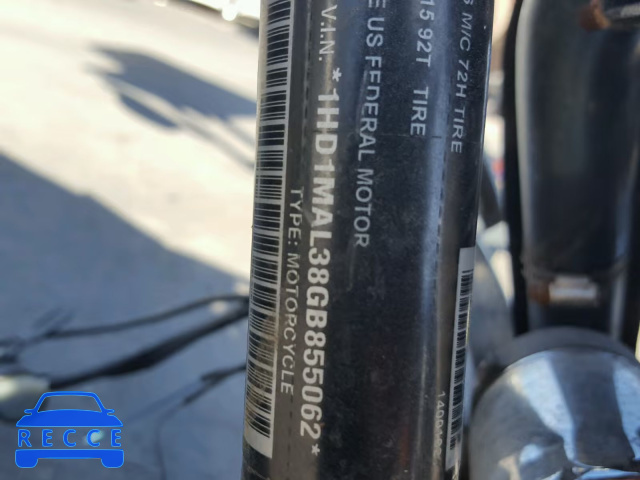 S M/C 72H TIRE
15 92T TIRE
E US FEDERAL MOTOR
V.I.N.
*1HD1MAL38GB855062*
TYPE: MOTORCYCLE
RECCE